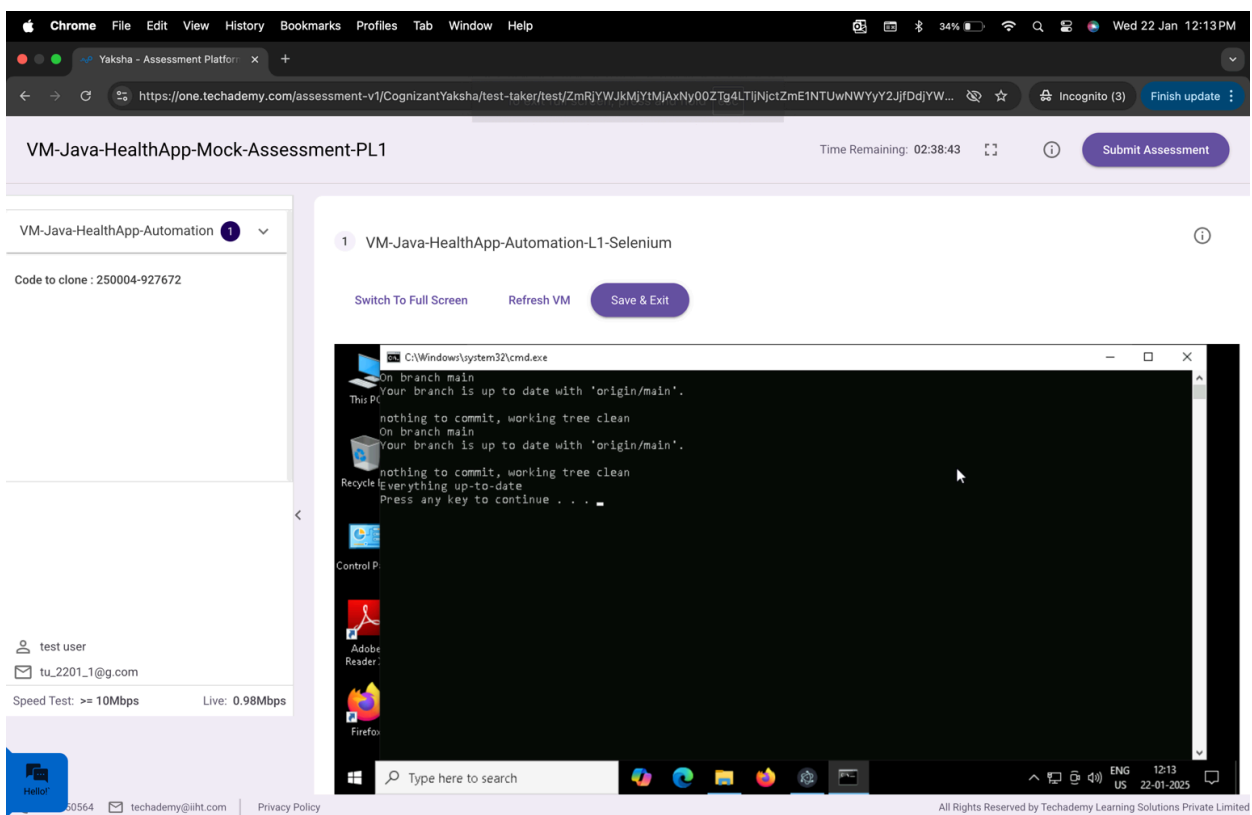 Chrome File Edit View History Bookmarks Profiles Tab Window Help 34% Wed 22 Jan 12:13 PM
Yaksha - Assessment Platfor
https://one.techademy.com/assessment-v1/CognizantYaksha/test-taker/test/ZmRjYWJkMjYtMjAxNy00ZTg4LTljNjctZmE1NTUwNWYyY2JjfDdjYW... Incognito (3) Finish update
VM-Java-HealthApp-Mock-Assessment-PL1 Time Remaining: 02:38:43 Submit Assessment
VM-Java-HealthApp-Automation 1
Code to clone : 250004-927672
1 VM-Java-HealthApp-Automation-L1-Selenium
Switch To Full Screen Refresh VM Save & Exit
C:\Windows\system32\cmd.exe
On branch main
Your branch is up to date with 'origin/main'.
nothing to commit, working tree clean
On branch main
Your branch is up to date with 'origin/main'.
nothing to commit, working tree clean
Everything up-to-date
Press any key to continue . . .
This PC
Recycle
Control P
Adobe
Reader
Firefox
test user
tu_2201_1@g.com
Speed Test: >= 10Mbps Live: 0.98Mbps
Type here to search
ENG
US
12:13
22-01-2025
Hello!
50564 techademy@iiht.com Privacy Policy All Rights Reserved by Techademy Learning Solutions Private Limited